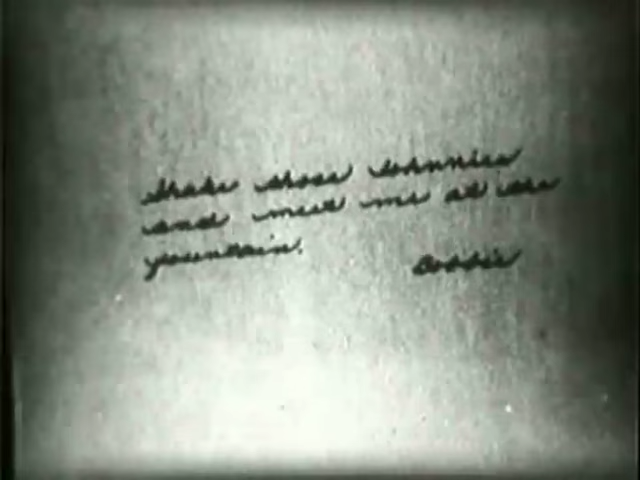 Shake those Johnnies
and meet me at the
fountain.
Bobbie